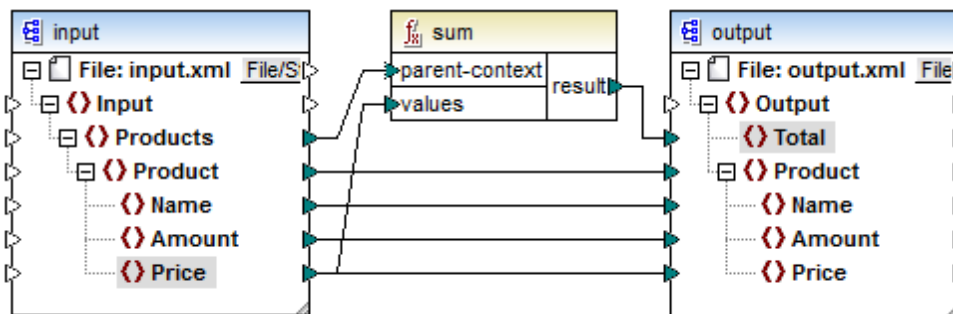 input
File: input.xml File/S
Input
Products
Product
Name
Amount
Price
sum
parent-context
values
result
output
File: output.xml File
Output
Total
Product
Name
Amount
Price